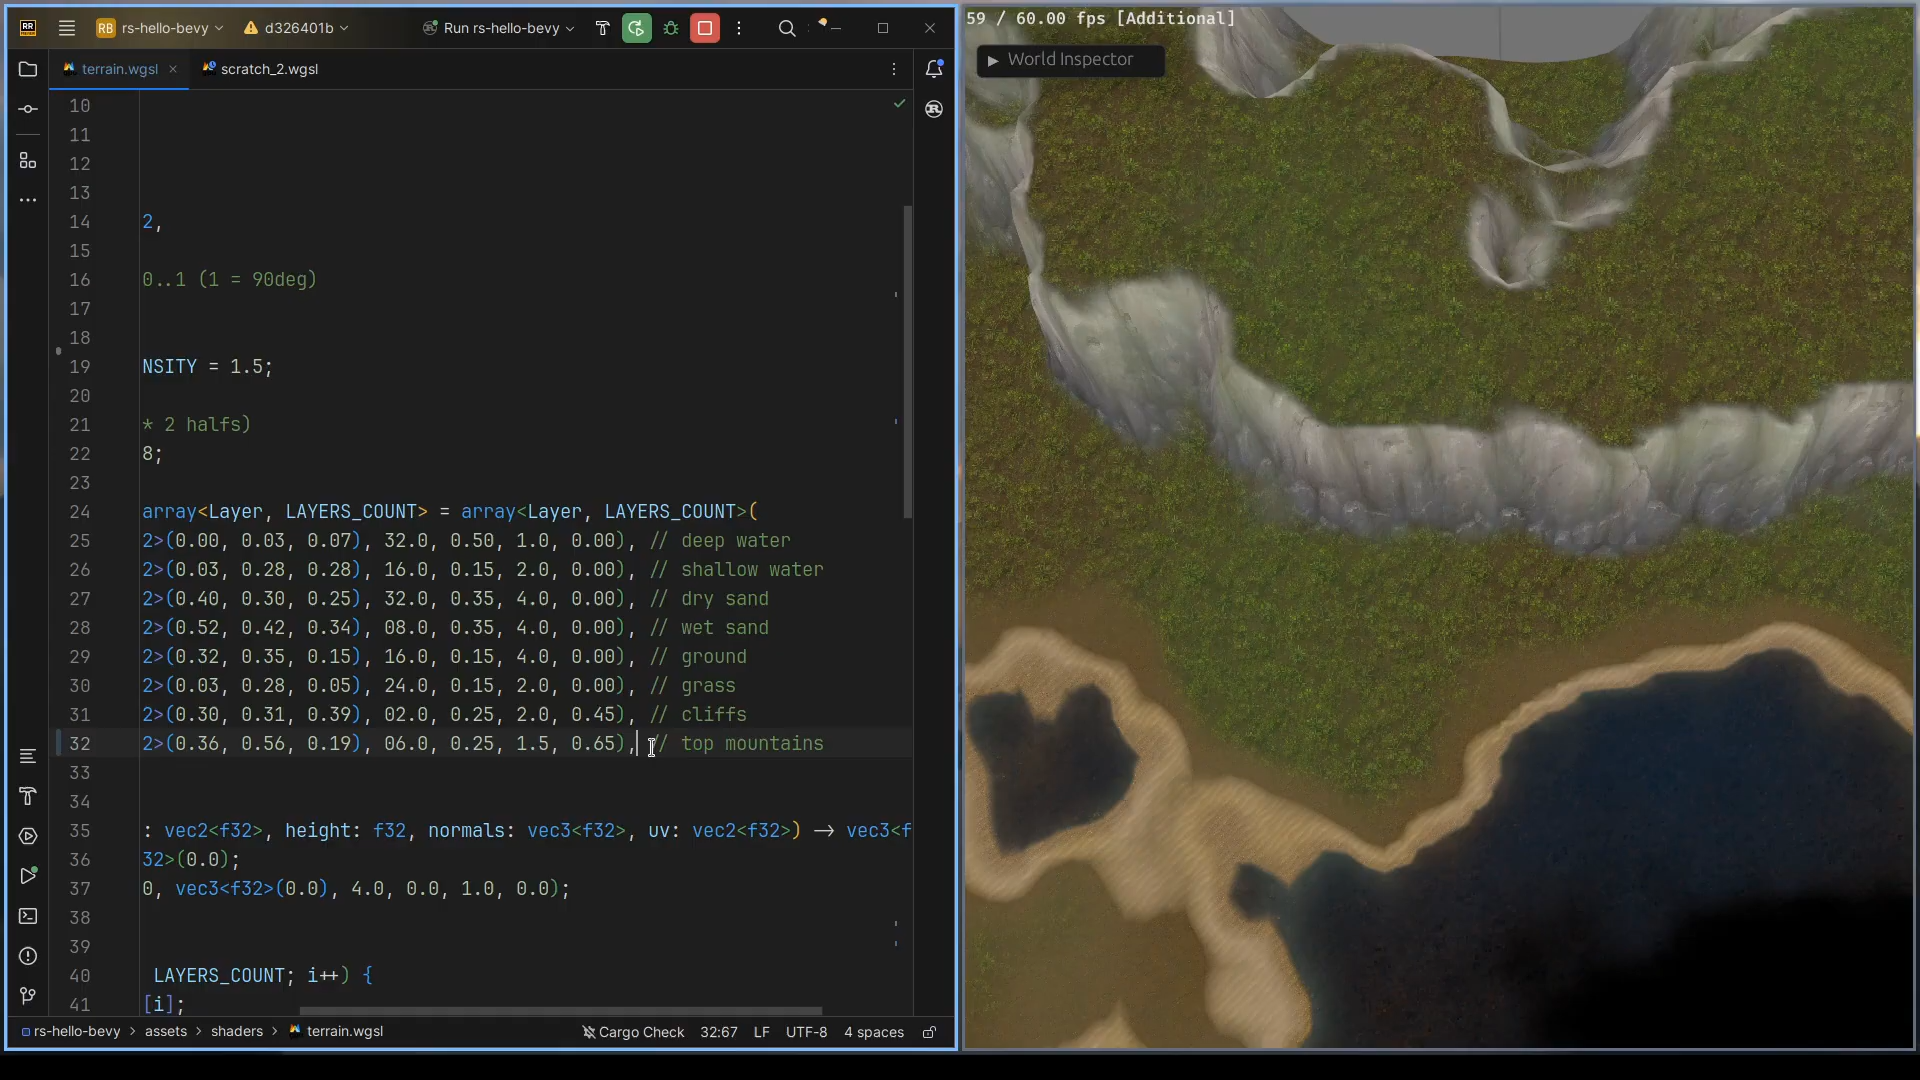 RR
RB rs-hello-bevy
d326401b
Run rs-hello-bevy
terrain.wgsl
scratch_2.wgsl
10
11
12
13
14 2,
15
16 0..1 (1 = 90deg)
17
18
19 NSITY = 1.5;
20
21 * 2 halfs)
22 8;
23
24 array<Layer, LAYERS_COUNT> = array<Layer, LAYERS_COUNT>(
25 2>(0.00, 0.03, 0.07), 32.0, 0.50, 1.0, 0.00), // deep water
26 2>(0.03, 0.28, 0.28), 16.0, 0.15, 2.0, 0.00), // shallow water
27 2>(0.40, 0.30, 0.25), 32.0, 0.35, 4.0, 0.00), // dry sand
28 2>(0.52, 0.42, 0.34), 08.0, 0.35, 4.0, 0.00), // wet sand
29 2>(0.32, 0.35, 0.15), 16.0, 0.15, 4.0, 0.00), // ground
30 2>(0.03, 0.28, 0.05), 24.0, 0.15, 2.0, 0.00), // grass
31 2>(0.30, 0.31, 0.39), 02.0, 0.25, 2.0, 0.45), // cliffs
32 2>(0.36, 0.56, 0.19), 06.0, 0.25, 1.5, 0.65), // top mountains
33
34
35 : vec2<f32>, height: f32, normals: vec3<f32>, uv: vec2<f32>) -> vec3<f
36 32>(0.0);
37 0, vec3<f32>(0.0), 4.0, 0.0, 1.0, 0.0);
38
39
40 LAYERS_COUNT; i++) {
41 [i];
rs-hello-bevy > assets > shaders > terrain.wgsl
Cargo Check 32:67 LF UTF-8 4 spaces
59 / 60.00 fps [Additional]
▶ World Inspector